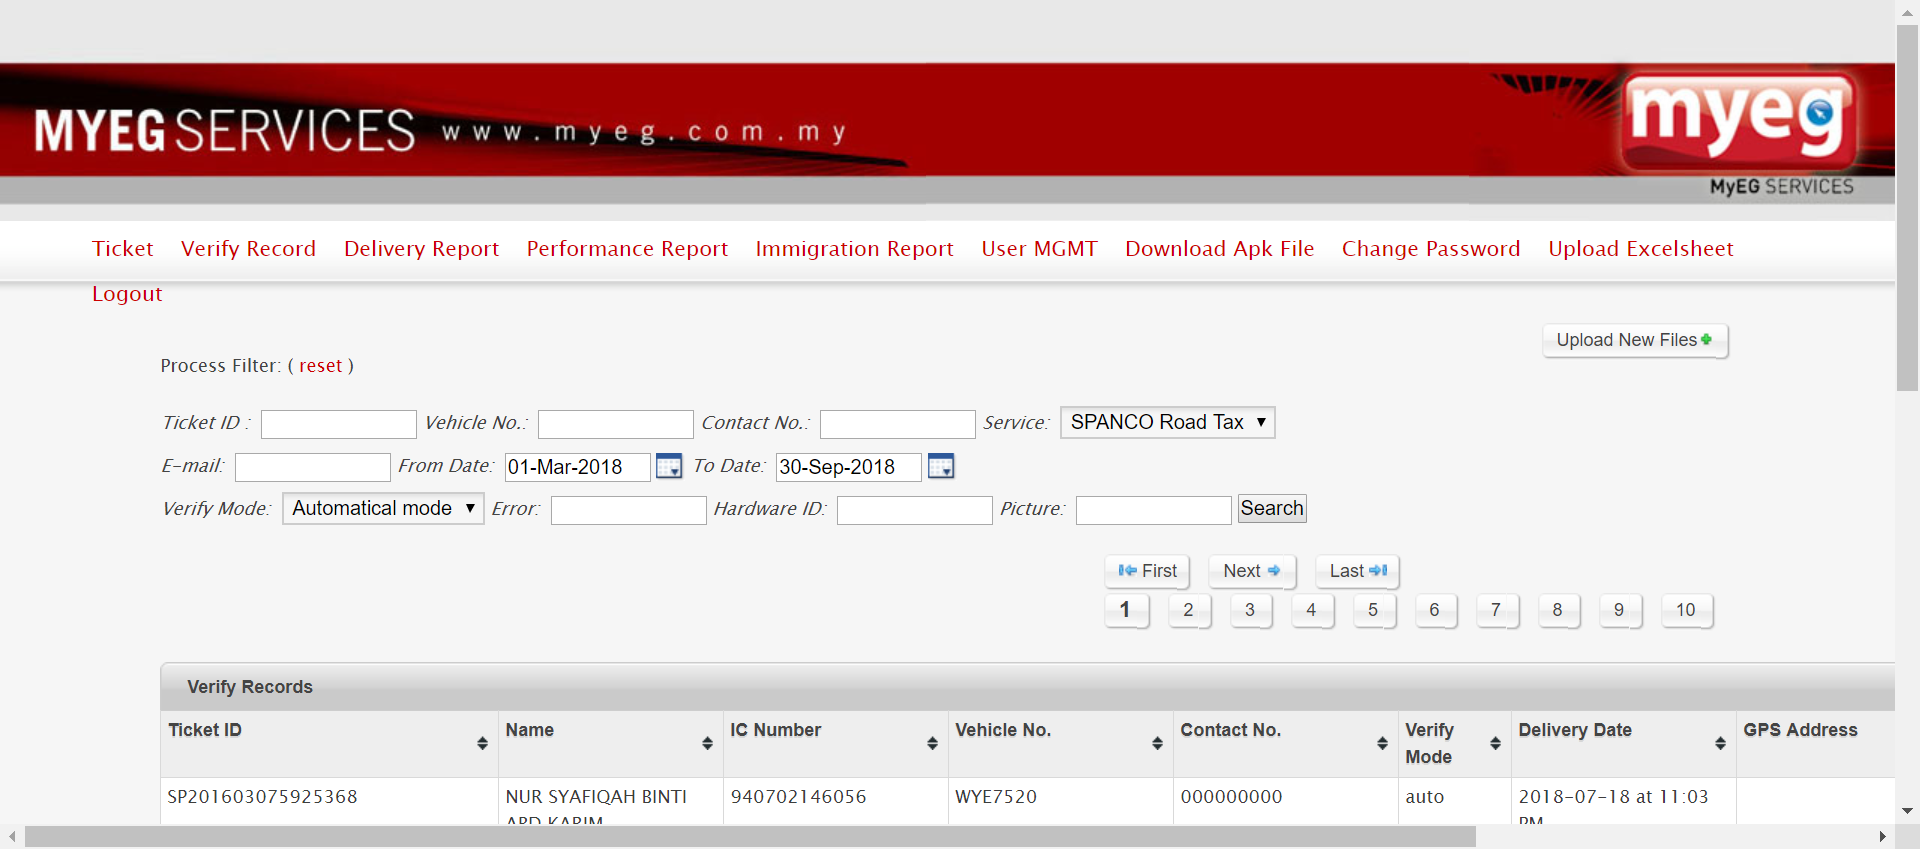 MYEG SERVICES www.myeg.com.my
myeg
MyEG SERVICES
Ticket Verify Record Delivery Report Performance Report Immigration Report User MGMT Download Apk File Change Password Upload Excelsheet
Logout
Upload New Files
Process Filter: ( reset )
Ticket ID : Vehicle No.: Contact No.: Service: SPANCO Road Tax
E-mail: From Date: 01-Mar-2018 To Date: 30-Sep-2018
Verify Mode: Automatical mode Error: Hardware ID: Picture: Search
First Next Last
1 2 3 4 5 6 7 8 9 10
Verify Records
Ticket ID Name IC Number Vehicle No. Contact No. Verify Mode Delivery Date GPS Address
SP201603075925368 NUR SYAFIQAH BINTI 940702146056 WYE7520 000000000 auto 2018-07-18 at 11:03
ABD KARIM PM